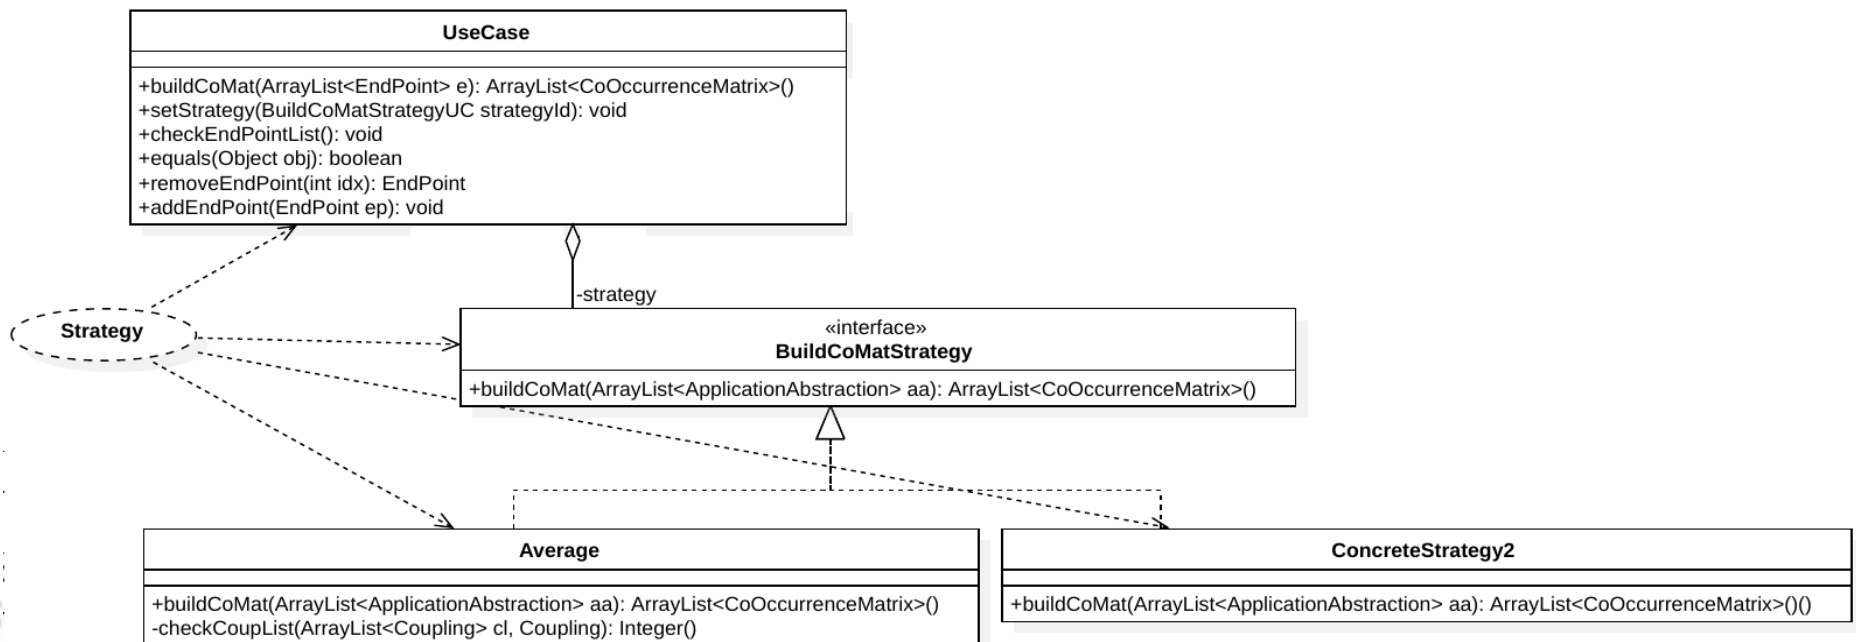 UseCase
+buildCoMat(ArrayList<EndPoint> e): ArrayList<CoOccurrenceMatrix>()
+setStrategy(BuildCoMatStrategyUC strategyId): void
+checkEndPointList(): void
+equals(Object obj): boolean
+removeEndPoint(int idx): EndPoint
+addEndPoint(EndPoint ep): void
-strategy
Strategy
«interface»
BuildCoMatStrategy
+buildCoMat(ArrayList<ApplicationAbstraction> aa): ArrayList<CoOccurrenceMatrix>()
Average
+buildCoMat(ArrayList<ApplicationAbstraction> aa): ArrayList<CoOccurrenceMatrix>()
-checkCoupList(ArrayList<Coupling> cl, Coupling): Integer()
ConcreteStrategy2
+buildCoMat(ArrayList<ApplicationAbstraction> aa): ArrayList<CoOccurrenceMatrix>()()